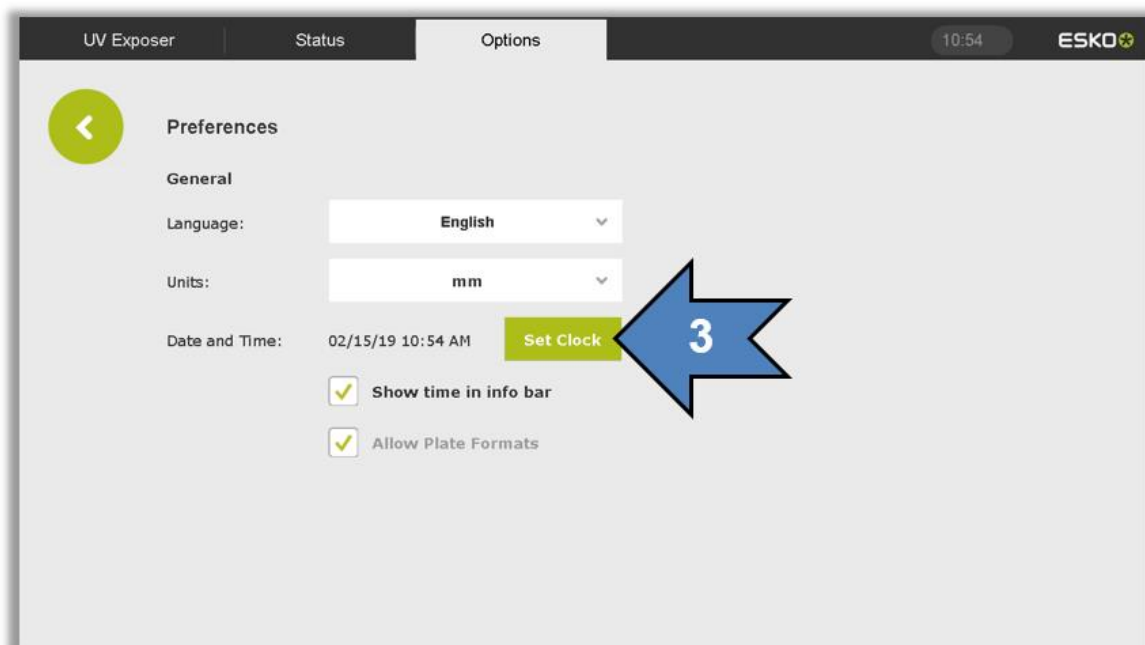 UV Exposer Status Options 10:54 ESKO
Preferences
General
Language: English
Units: mm
Date and Time: 02/15/19 10:54 AM Set Clock 3
Show time in info bar
Allow Plate Formats